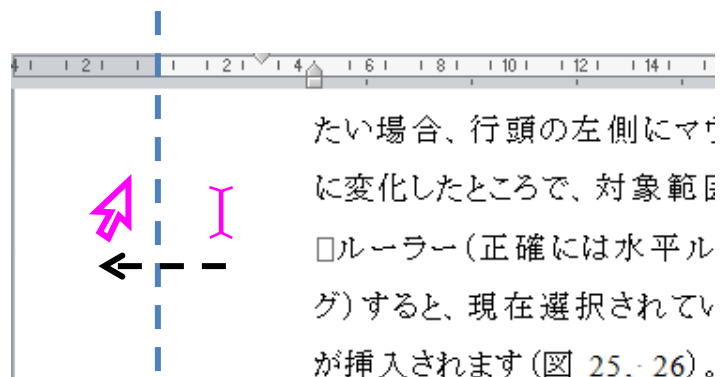 4 2 2 4 6 8 10 12 14
たい場合、行頭の左側にマウ
に変化したところで、対象範囲
□ルーラー(正確には水平ル
グ)すると、現在選択されてい
が挿入されます(図 25, 26)。